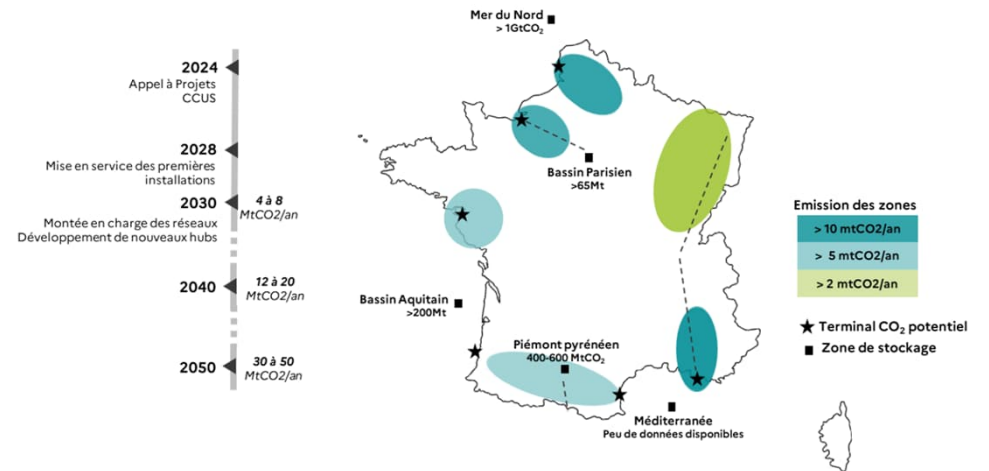 2024
Appel à Projets
CCUS
2028
Mise en service des premières
installations
2030
4 à 8
MtCO2/an
Montée en charge des réseaux
Développement de nouveaux hubs
2040
12 à 20
MtCO2/an
2050
30 à 50
MtCO2/an
Mer du Nord
> 1GtCO₂
Bassin Parisien
>65Mt
Bassin Aquitain
>200Mt
Piémont pyrénéen
400-600 MtCO₂
Méditerranée
Peu de données disponibles
Emission des zones
> 10 mtCO2/an
> 5 mtCO2/an
> 2 mtCO2/an
Terminal CO₂ potentiel
Zone de stockage